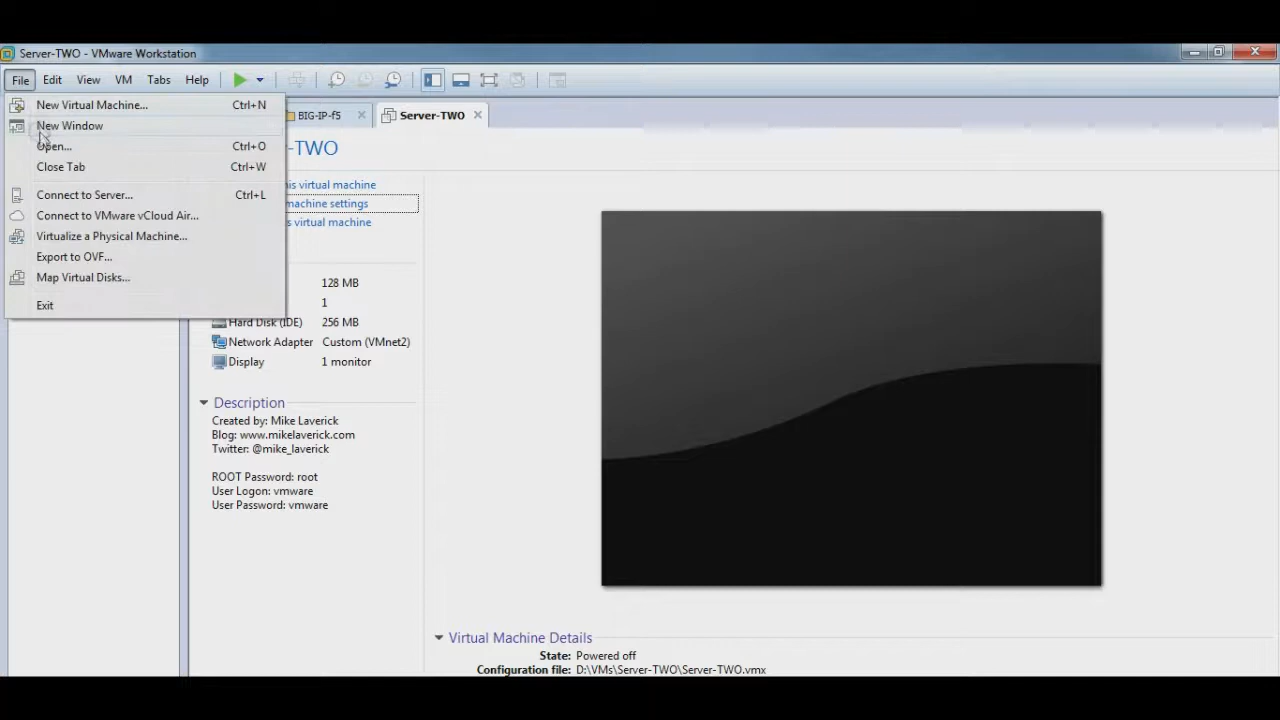 Server-TWO - VMware Workstation
File Edit View VM Tabs Help
New Virtual Machine... Ctrl+N
New Window
Open... Ctrl+O
Close Tab Ctrl+W
Connect to Server... Ctrl+L
Connect to VMware vCloud Air...
Virtualize a Physical Machine...
Export to OVF...
Map Virtual Disks...
Exit
BIG-IP-f5
Server-TWO
-TWO
is virtual machine
machine settings
s virtual machine
128 MB
1
Hard Disk (IDE) 256 MB
Network Adapter Custom (VMnet2)
Display 1 monitor
Description
Created by: Mike Laverick
Blog: www.mikelaverick.com
Twitter: @mike_laverick
ROOT Password: root
User Logon: vmware
User Password: vmware
Virtual Machine Details
State: Powered off
Configuration file: D:\VMs\Server-TWO\Server-TWO.vmx